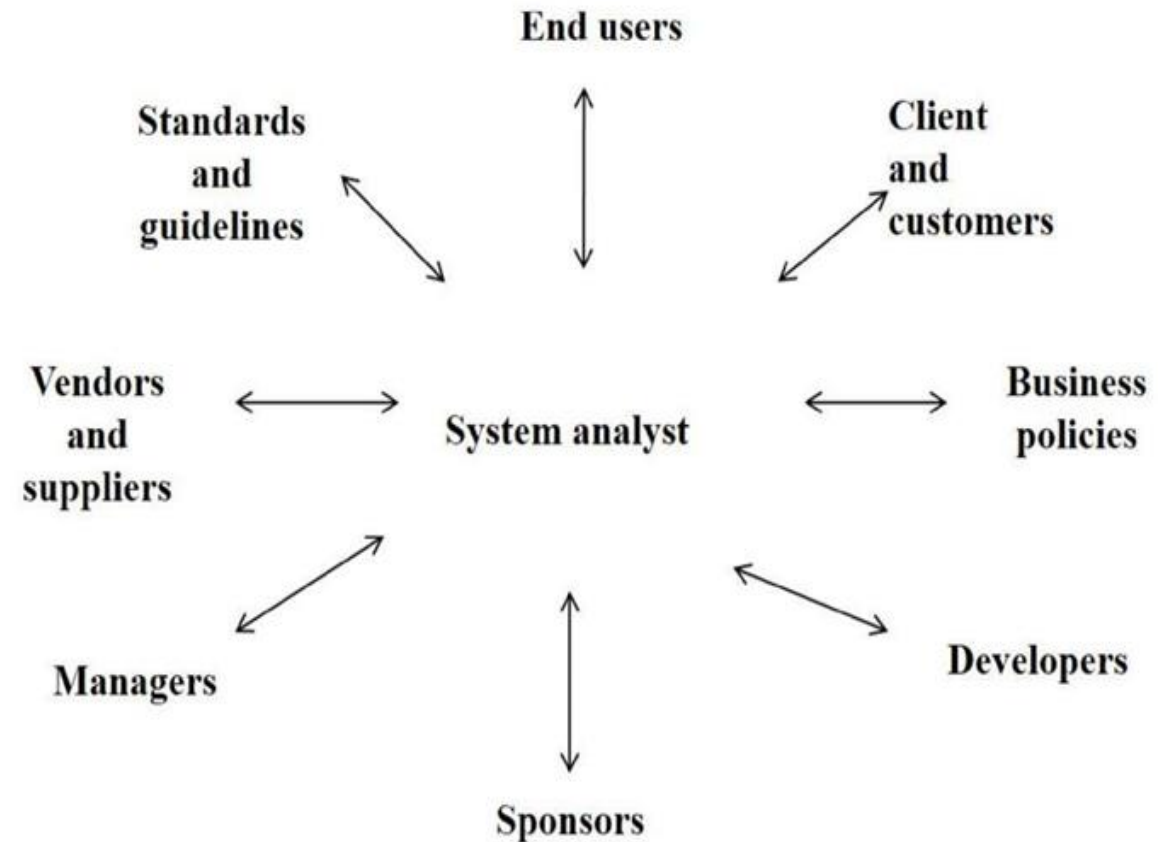 End users
Standards
and
guidelines
Client
and
customers
Vendors
and
suppliers
System analyst
Business
policies
Managers
Developers
Sponsors